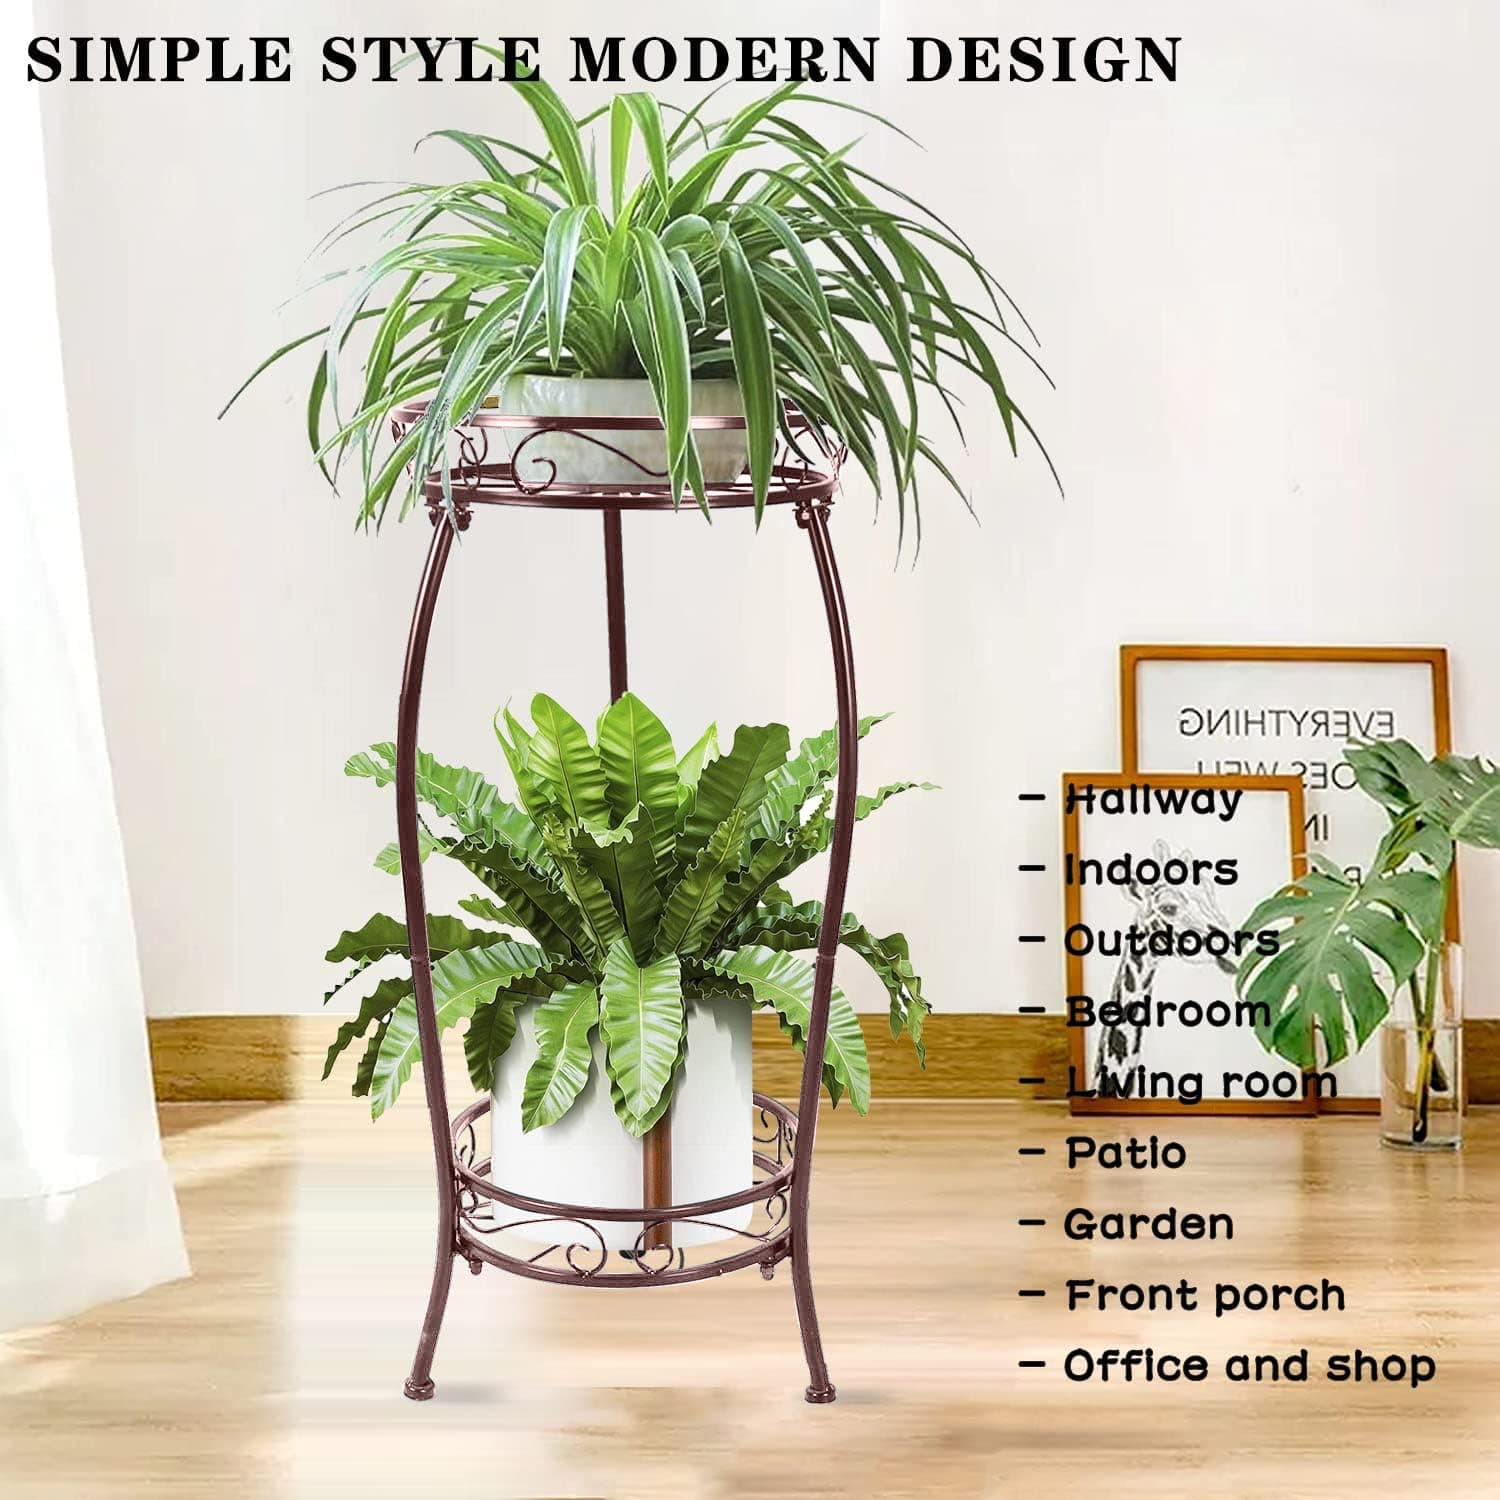 SIMPLE STYLE MODERN DESIGN
EVERYTHING
- Hallway
- Indoors
- Outdoors
- Bedroom
- Living room
- Patio
- Garden
- Front porch
- Office and shop